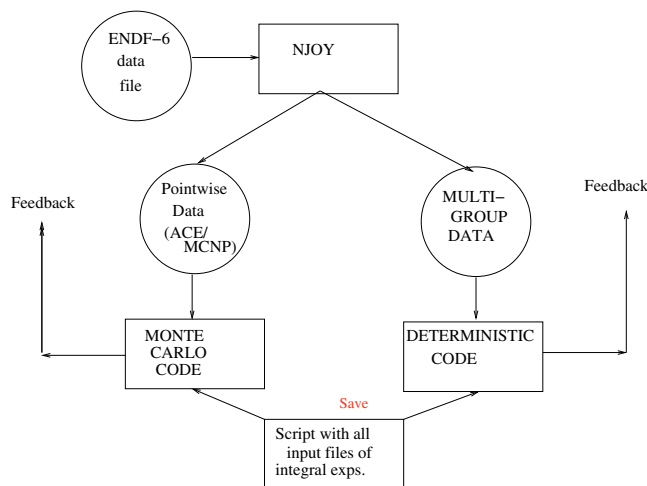 ENDF-6
data
file
NJOY
Pointwise
Data
(ACE/
MCNP)
MULTI-
GROUP
DATA
Feedback
Feedback
MONTE
CARLO
CODE
DETERMINISTIC
CODE
Save
Script with all
input files of
integral exps.